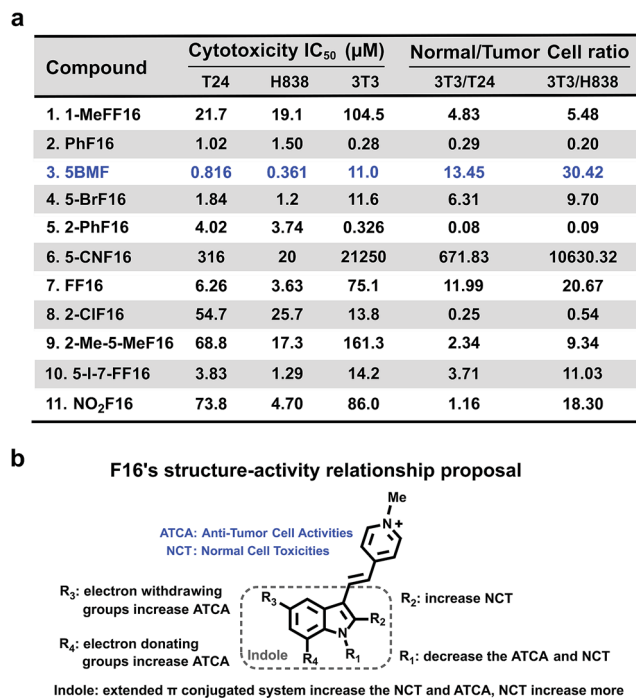 a
Compound Cytotoxicity IC50 (μM) Normal/Tumor Cell ratio
T24 H838 3T3 3T3/T24 3T3/H838
1. 1-MeFF16 21.7 19.1 104.5 4.83 5.48
2. PhF16 1.02 1.50 0.28 0.29 0.20
3. 5BMF 0.816 0.361 11.0 13.45 30.42
4. 5-BrF16 1.84 1.2 11.6 6.31 9.70
5. 2-PhF16 4.02 3.74 0.326 0.08 0.09
6. 5-CNF16 316 20 21250 671.83 10630.32
7. FF16 6.26 3.63 75.1 11.99 20.67
8. 2-ClF16 54.7 25.7 13.8 0.25 0.54
9. 2-Me-5-MeF16 68.8 17.3 161.3 2.34 9.34
10. 5-I-7-FF16 3.83 1.29 14.2 3.71 11.03
11. NO2F16 73.8 4.70 86.0 1.16 18.30
b
F16's structure-activity relationship proposal
Me
N+
ATCA: Anti-Tumor Cell Activities
NCT: Normal Cell Toxicities
R3: electron withdrawing
groups increase ATCA
R3
R2
R2: increase NCT
R4: electron donating
groups increase ATCA
Indole
R4
N
R1
R1: decrease the ATCA and NCT
Indole: extended π conjugated system increase the NCT and ATCA, NCT increase more